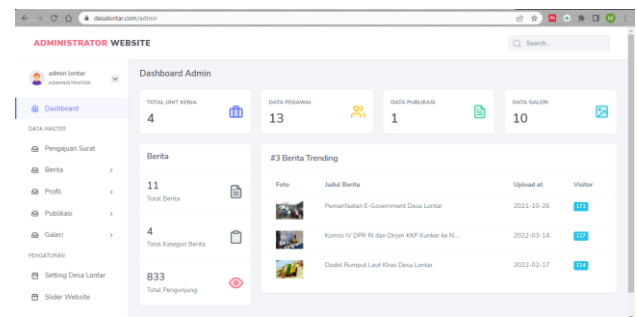 desalontar.com/admin
ADMINISTRATOR WEBSITE
Search...
admin lontar
ADMINISTRATOR
Dashboard
DATA MASTER
Pengajuan Surat
Berita
Profil
Publikasi
Galeri
PENGATURAN
Setting Desa Lontar
Slider Website
Dashboard Admin
TOTAL UNIT KERJA
4
DATA PEGAWAI
13
DATA PUBLIKASI
1
DATA GALERI
10
Berita
11
Total Berita
4
Total Kategori Berita
833
Total Pengunjung
#3 Berita Trending
Foto Judul Berita Upload at Visitor
Pemanfaatan E-Government Desa Lontar 2021-10-26 173
Komisi IV DPR RI dan Dirjen KKP Kunker ke N... 2022-03-14 127
Dodol Rumput Laut Khas Desa Lontar 2022-02-17 114